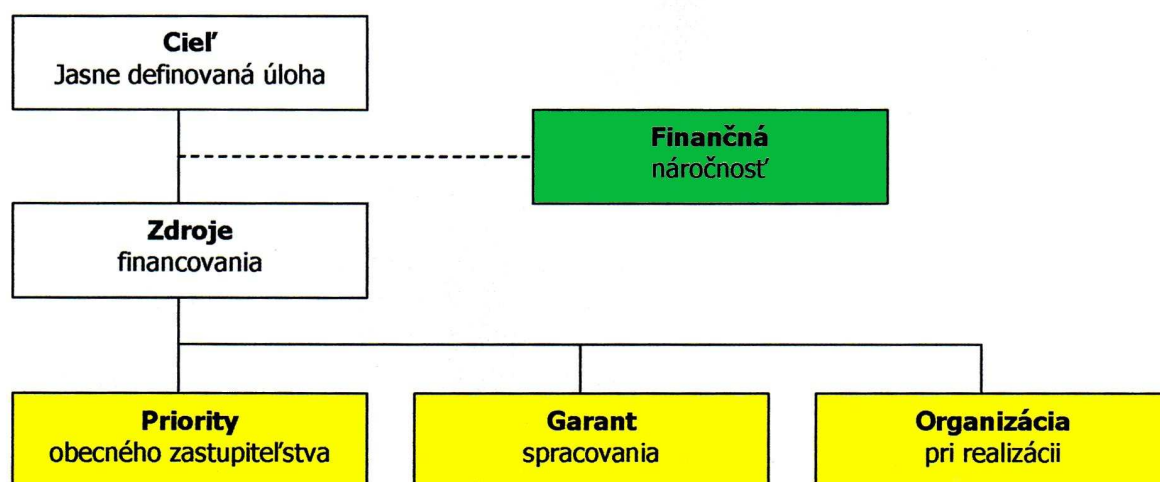 Cieľ
Jasne definovaná úloha
Finančná
náročnosť
Zdroje
financovania
Priority
obecného zastupiteľstva
Garant
spracovania
Organizácia
pri realizácii